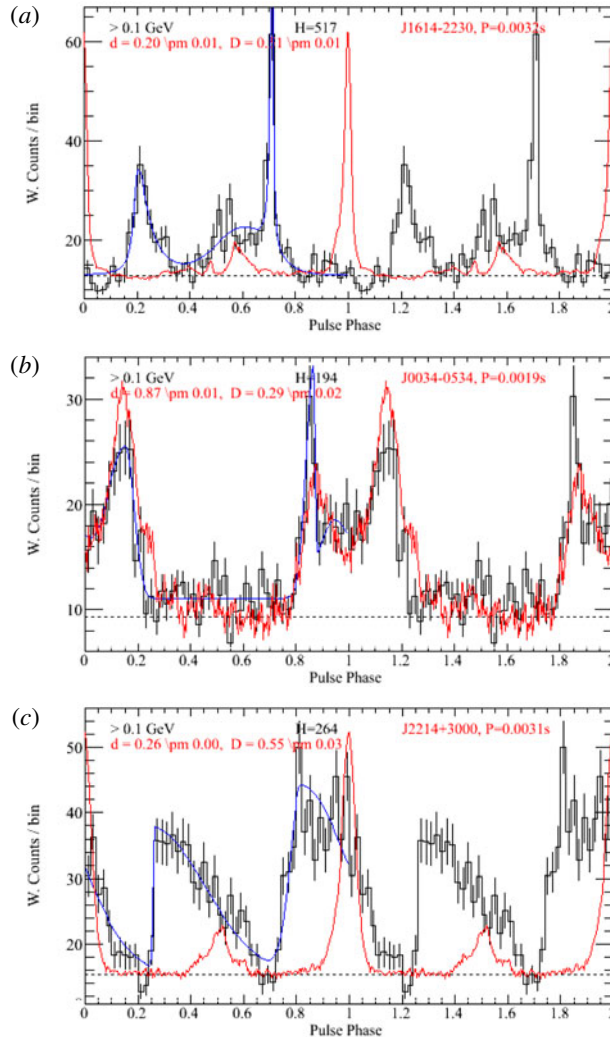 (a)
> 0.1 GeV H=517 J1614-2230, P=0.0032s
d = 0.20 \pm 0.01, D = \pm 0.01
W. Counts / bin
60
40
20
0 0.2 0.4 0.6 0.8 1 1.2 1.4 1.6 1.8 2
Pulse Phase
(b)
> 0.1 GeV H=194 J0034-0534, P=0.0019s
d = 0.87 \pm 0.01, D = 0.29 \pm 0.02
W. Counts / bin
30
20
10
0 0.2 0.4 0.6 0.8 1 1.2 1.4 1.6 1.8 2
Pulse Phase
(c)
> 0.1 GeV H=264 J2214+3000, P=0.0031s
d = 0.26 \pm 0.00, D = 0.55 \pm 0.03
W. Counts / bin
50
40
30
20
0 0.2 0.4 0.6 0.8 1 1.2 1.4 1.6 1.8 2
Pulse Phase